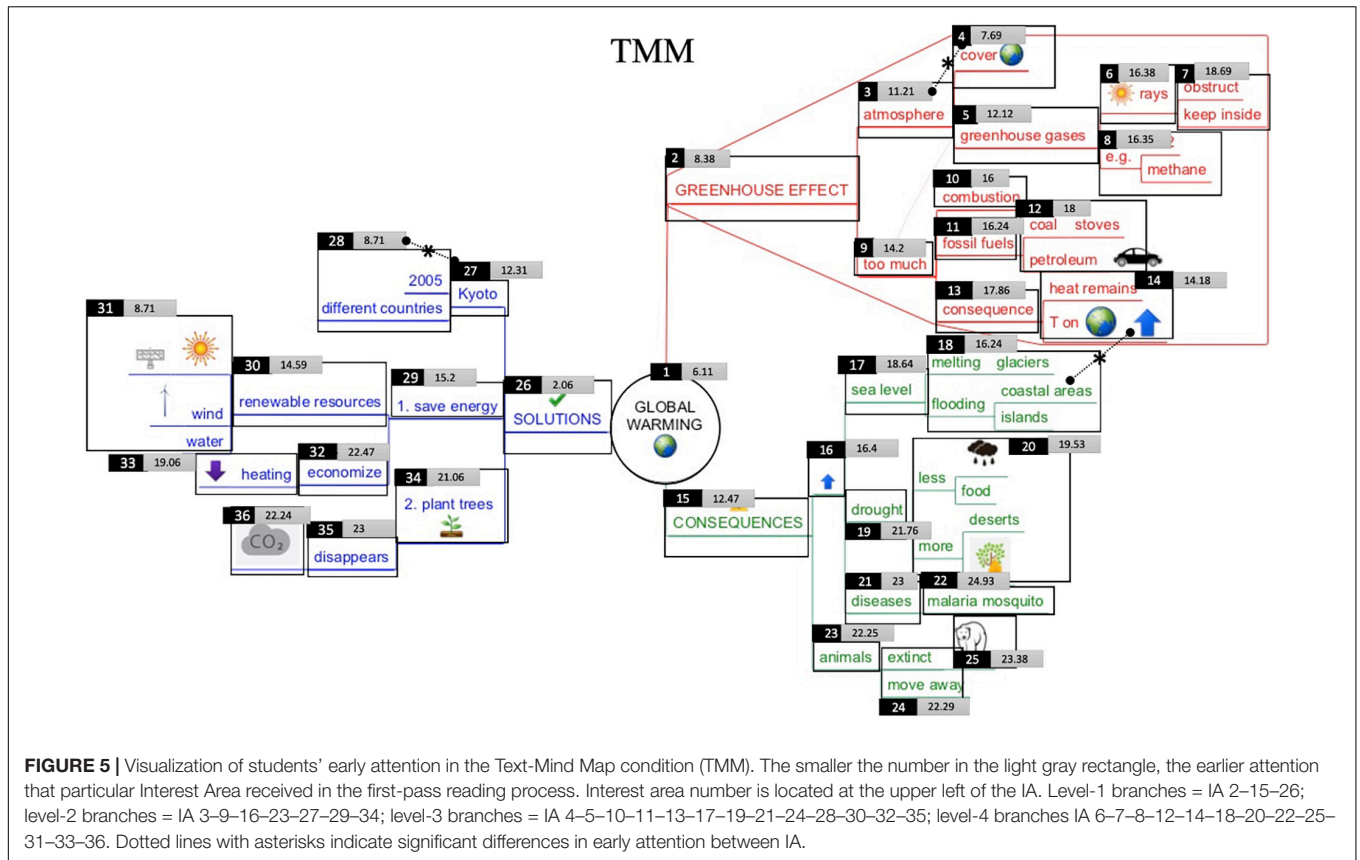 TMM
4 7.69
cover
3 11.21
atmosphere
5 12.12
greenhouse gases
6 16.38
rays
7 18.69
obstruct
keep inside
8 16.35
e.g.
methane
2 8.38
GREENHOUSE EFFECT
10 16
combustion
11 16.24
fossil fuels
12 18
coal stoves
petroleum
9 14.2
too much
13 17.86
consequence
14 14.18
heat remains
T on
28 8.71
2005
different countries
27 12.31
Kyoto
31 8.71
wind
water
30 14.59
renewable resources
29 15.2
1. save energy
26 2.06
SOLUTIONS
1 6.11
GLOBAL
WARMING
33 19.06
heating
32 22.47
economize
34 21.06
2. plant trees
36 22.24
CO2
35 23
disappears
17 18.64
sea level
18 16.24
melting glaciers
flooding
coastal areas
islands
16 16.4
15 12.47
CONSEQUENCES
drought
19 21.76
20 19.53
less
food
deserts
more
21 23
diseases
22 24.93
malaria mosquito
23 22.25
animals
extinct
25 23.38
move away
24 22.29
FIGURE 5 | Visualization of students' early attention in the Text-Mind Map condition (TMM). The smaller the number in the light gray rectangle, the earlier attention
that particular Interest Area received in the first-pass reading process. Interest area number is located at the upper left of the IA. Level-1 branches = IA 2–15–26;
level-2 branches = IA 3–9–16–23–27–29–34; level-3 branches = IA 4–5–10–11–13–17–19–21–24–28–30–32–35; level-4 branches IA 6–7–8–12–14–18–20–22–25–
31–33–36. Dotted lines with asterisks indicate significant differences in early attention between IA.